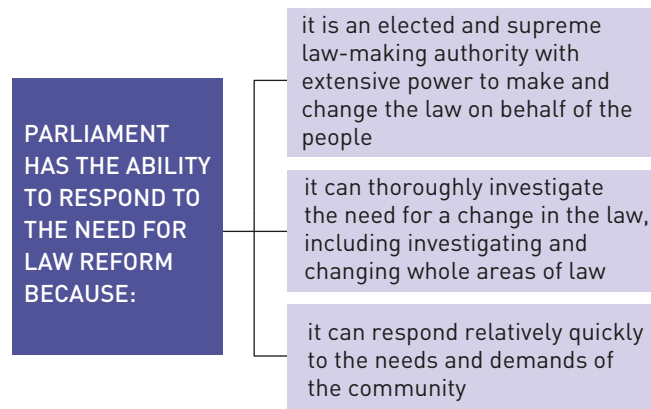 PARLIAMENT
HAS THE ABILITY
TO RESPOND TO
THE NEED FOR
LAW REFORM
BECAUSE:
it is an elected and supreme
law-making authority with
extensive power to make and
change the law on behalf of the
people
it can thoroughly investigate
the need for a change in the law,
including investigating and
changing whole areas of law
it can respond relatively quickly
to the needs and demands of
the community